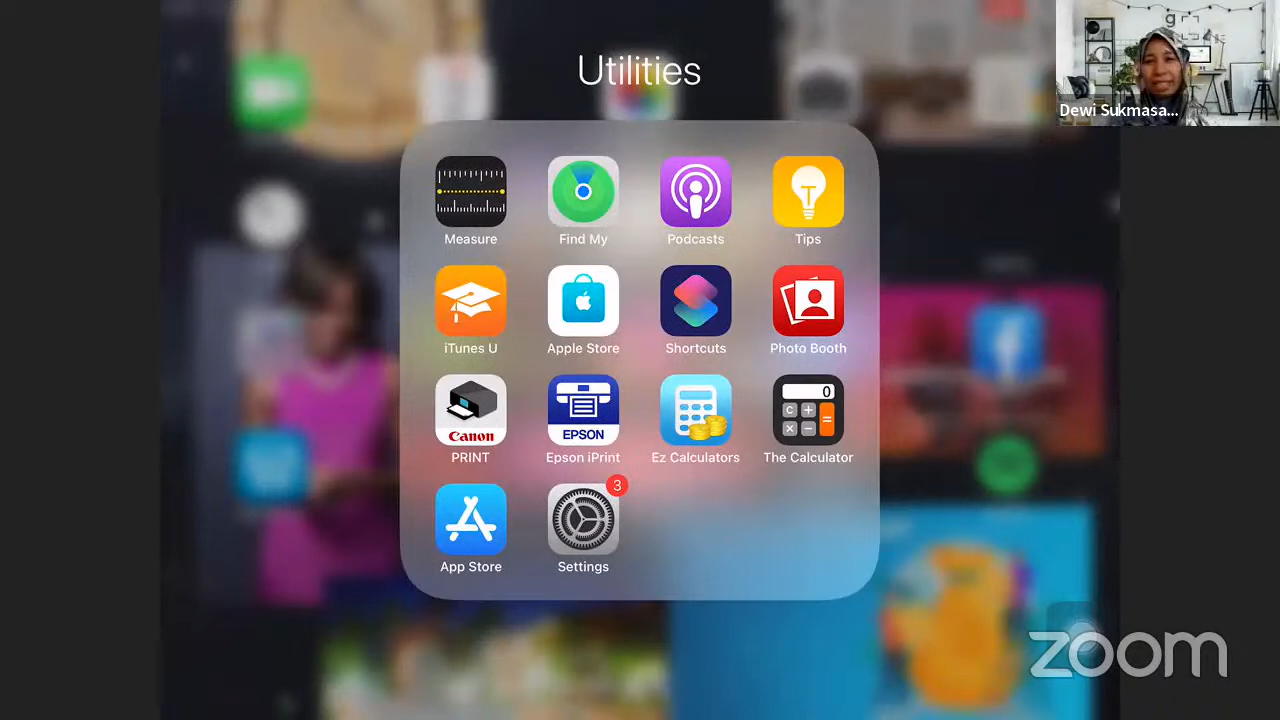 Utilities
g
Dewi Sukmasa...
Measure
Find My
Podcasts
Tips
iTunes U
Apple Store
Shortcuts
Photo Booth
Canon
EPSON
0
C + = × −
PRINT
Epson iPrint
Ez Calculators
The Calculator
3
App Store
Settings
zoom